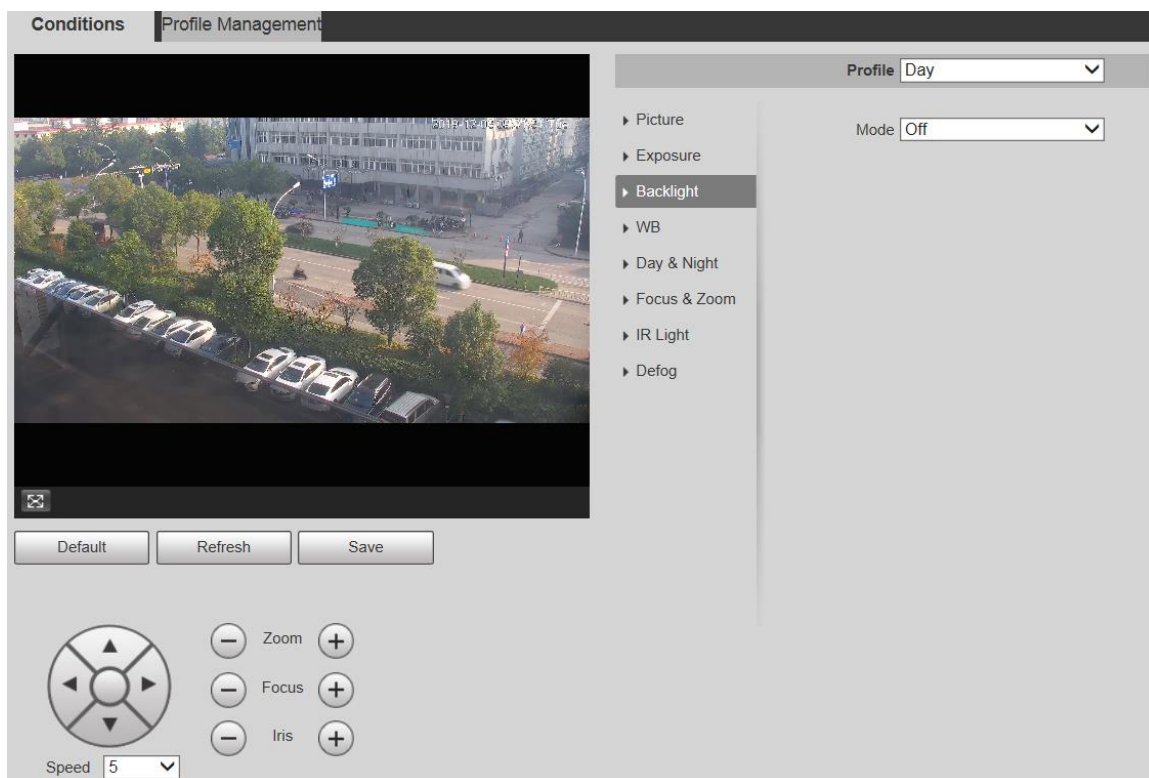 Conditions
Profile Management
Profile Day
Picture
Exposure
Backlight
WB
Day & Night
Focus & Zoom
IR Light
Defog
Mode Off
Default
Refresh
Save
Zoom
Focus
Iris
Speed 5